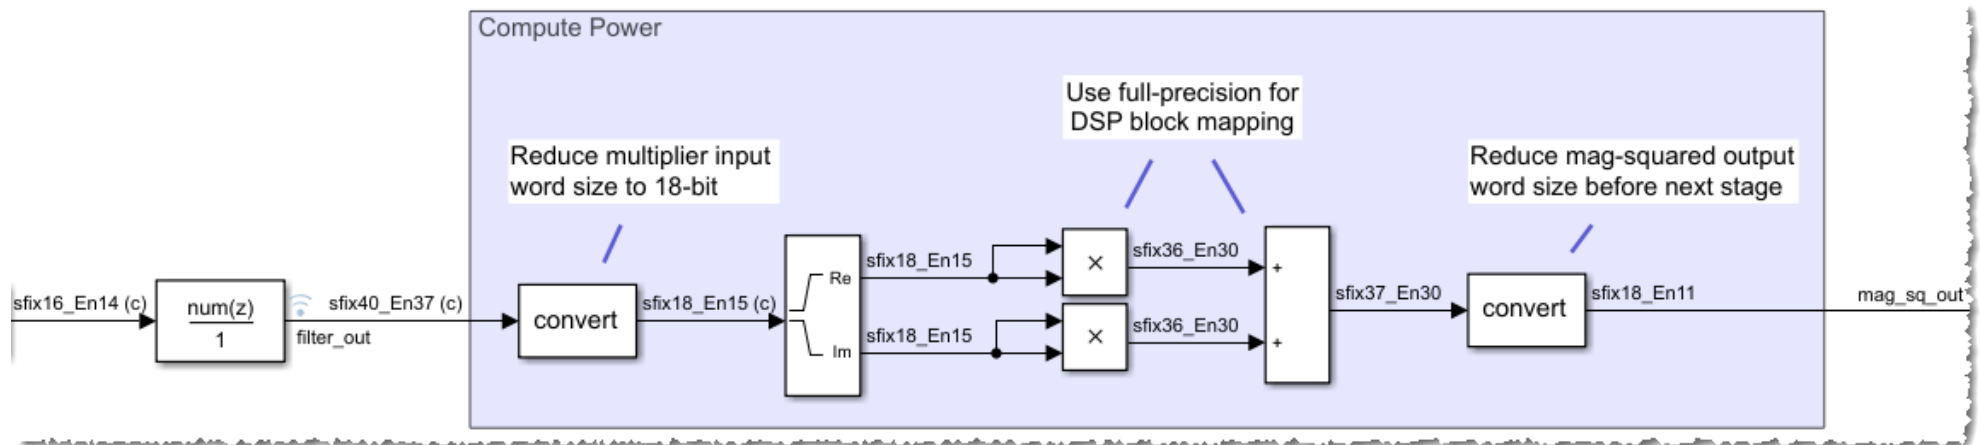 Compute Power
Use full-precision for
DSP block mapping
Reduce multiplier input
word size to 18-bit
Reduce mag-squared output
word size before next stage
sfix16_En14 (c)
num(z)
1
sfix40_En37 (c)
filter_out
convert
sfix18_En15 (c)
Re
Im
sfix18_En15
sfix18_En15
×
×
sfix36_En30
sfix36_En30
+
+
sfix37_En30
convert
sfix18_En11
mag_sq_out